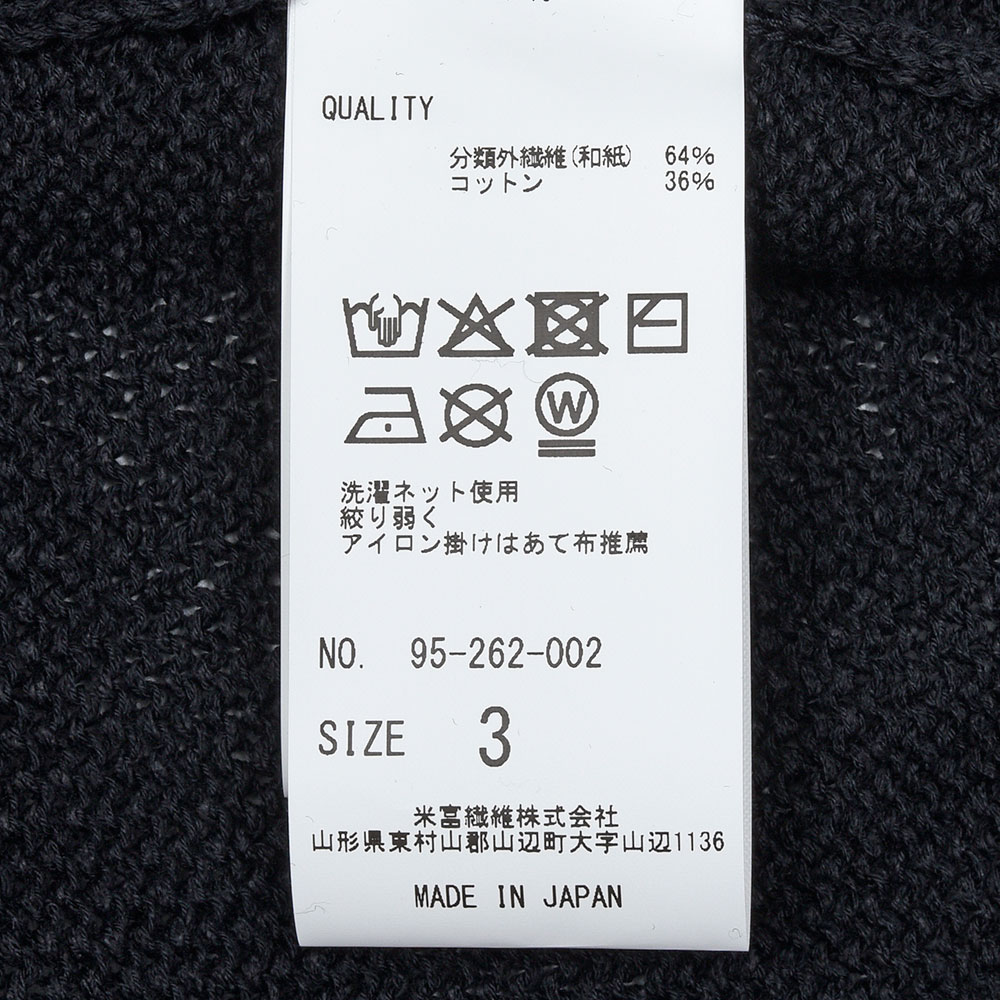 QUALITY
分類外繊維(和紙) 64%
コットン 36%
W
洗濯ネット使用
絞り弱く
アイロン掛けはあて布推薦
NO. 95-262-002
SIZE 3
米富繊維株式会社
山形県東村山郡山辺町大字山辺1136
MADE IN JAPAN